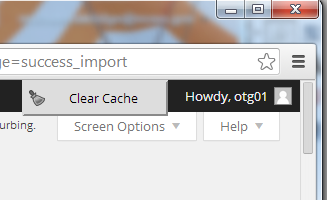 ge=success_import
Clear Cache
Howdy, otg01
urbing.
Screen Options
Help